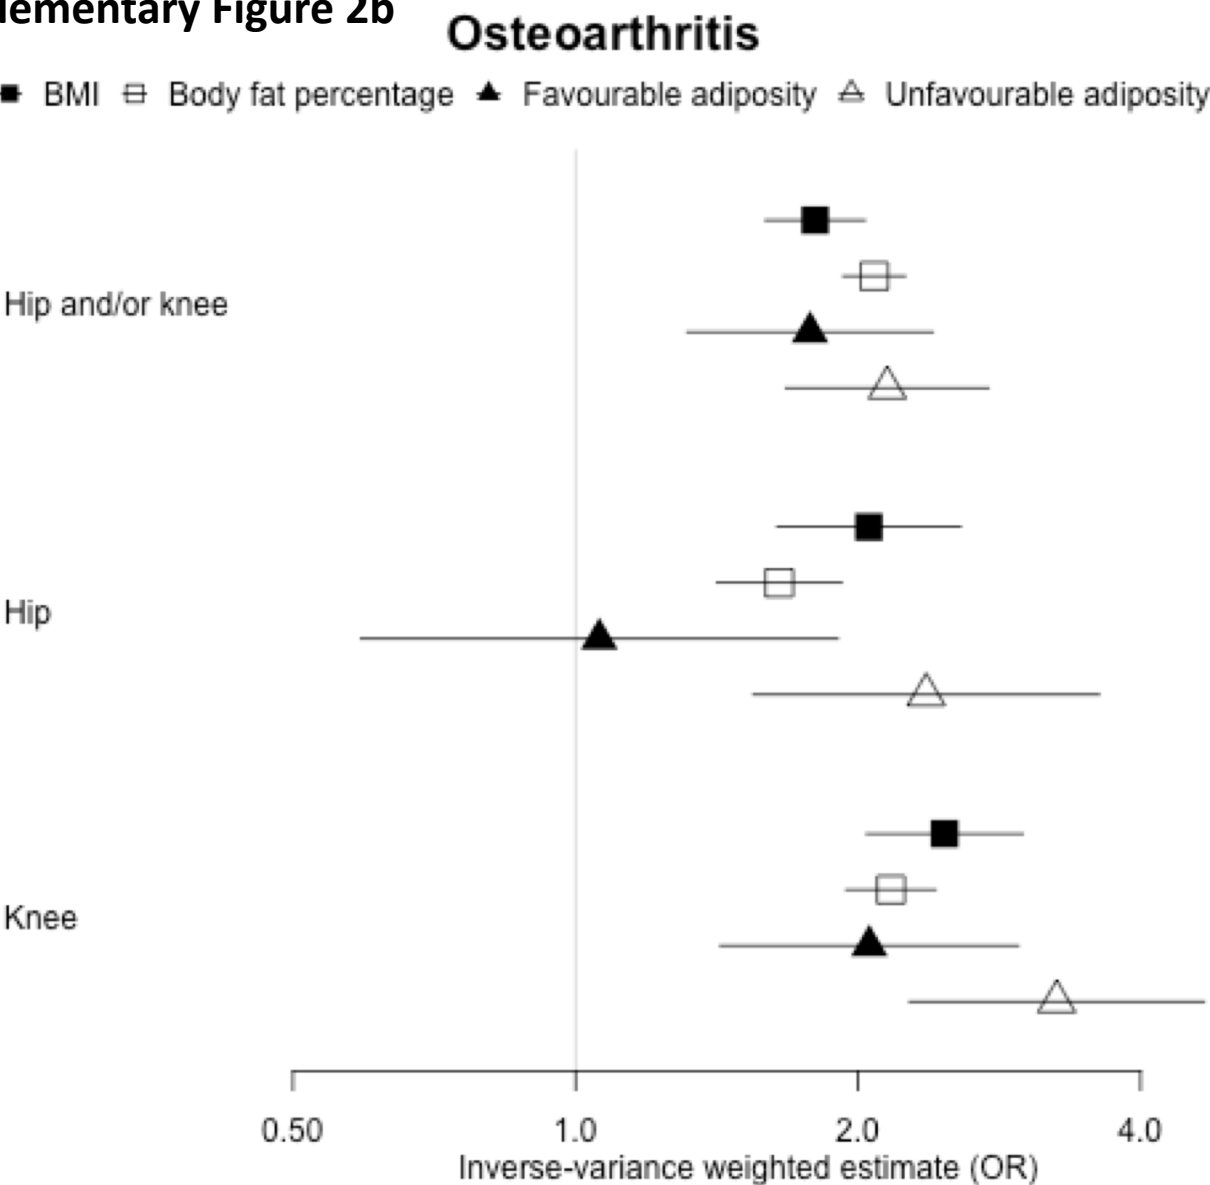 lementary Figure 2b
Osteoarthritis
BMI Body fat percentage Favourable adiposity Unfavourable adiposity
Hip and/or knee
Hip
Knee
0.50 1.0 2.0 4.0
Inverse-variance weighted estimate (OR)